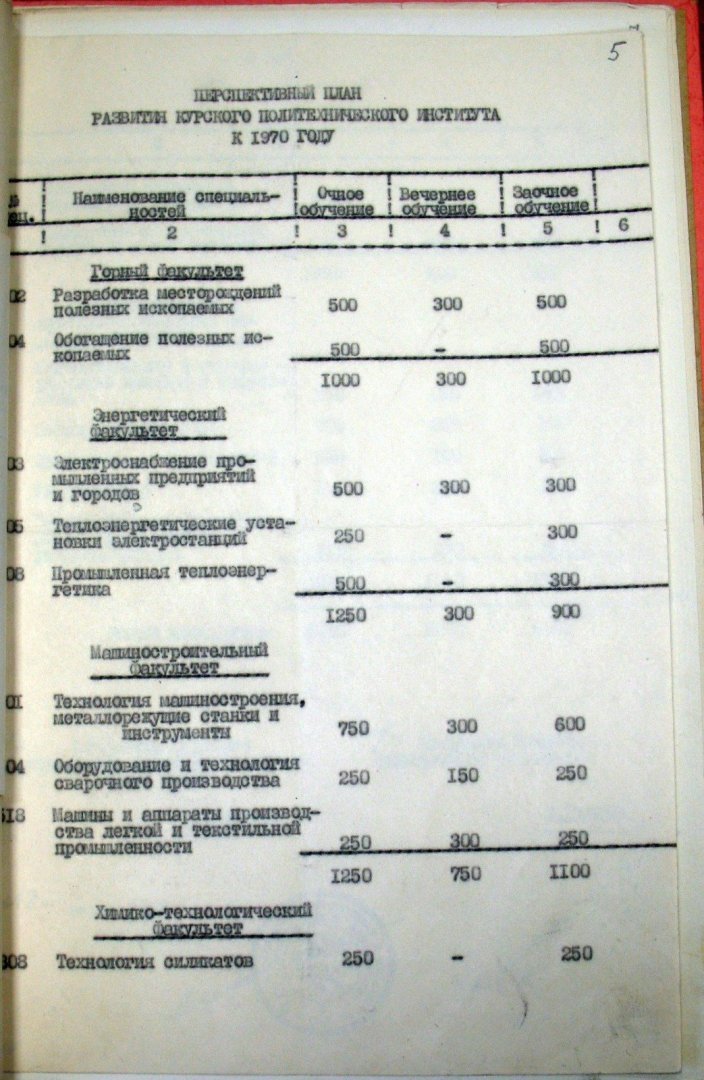 5
ПЕРСПЕКТИВНЫЙ ПЛАН
РАЗВИТИЯ КУРСКОГО ПОЛИТЕХНИЧЕСКОГО ИНСТИТУТА
К 1970 ГОДУ
! Наименование специаль- ! Очное ! Вечернее ! Заочное !
ец. ! ностей !обучение ! обучение ! обучение !
! 2 ! 3 ! 4 ! 5 ! 6
Горный факультет
02 Разработка месторождений
полезных ископаемых 500 300 500
04 Обогащение полезных ис-
копаемых 500 - 500
1000 300 1000
Энергетический
факультет
03 Электроснабжение про-
мышленных предприятий
и городов 500 300 300
05 Теплоэнергетические уста-
новки электростанций 250 - 300
08 Промышленная теплоэнер-
гетика 500 - 300
1250 300 900
Машиностроительный
факультет
01 Технология машиностроения,
металлорежущие станки и
инструменты 750 300 600
04 Оборудование и технология
сварочного производства 250 150 250
518 Машины и аппараты производ-
ства легкой и текстильной
промышленности 250 300 250
1250 750 1100
Химико-технологический
факультет
808 Технология силикатов 250 - 250